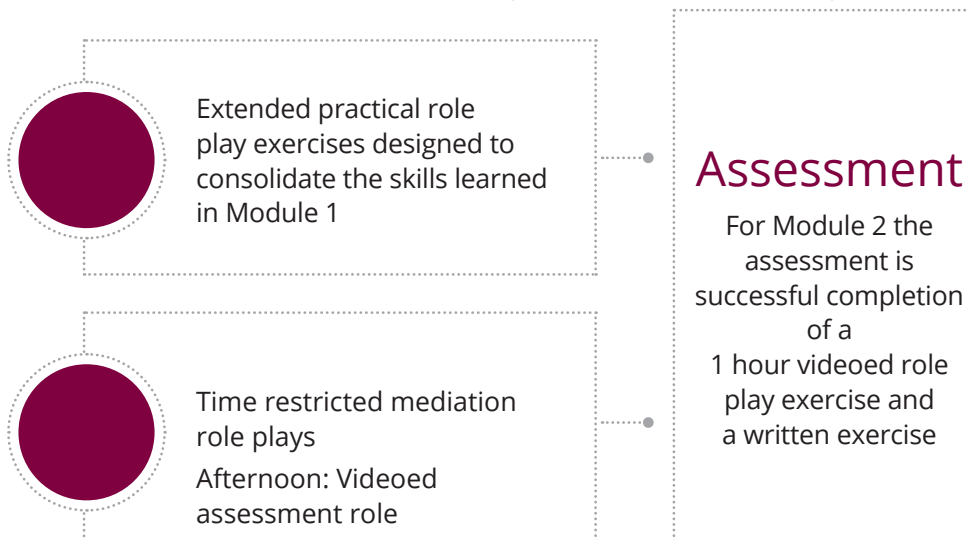 Extended practical role
play exercises designed to
consolidate the skills learned
in Module 1
Time restricted mediation
role plays
Afternoon: Videoed
assessment role
Assessment
For Module 2 the
assessment is
successful completion
of a
1 hour videoed role
play exercise and
a written exercise